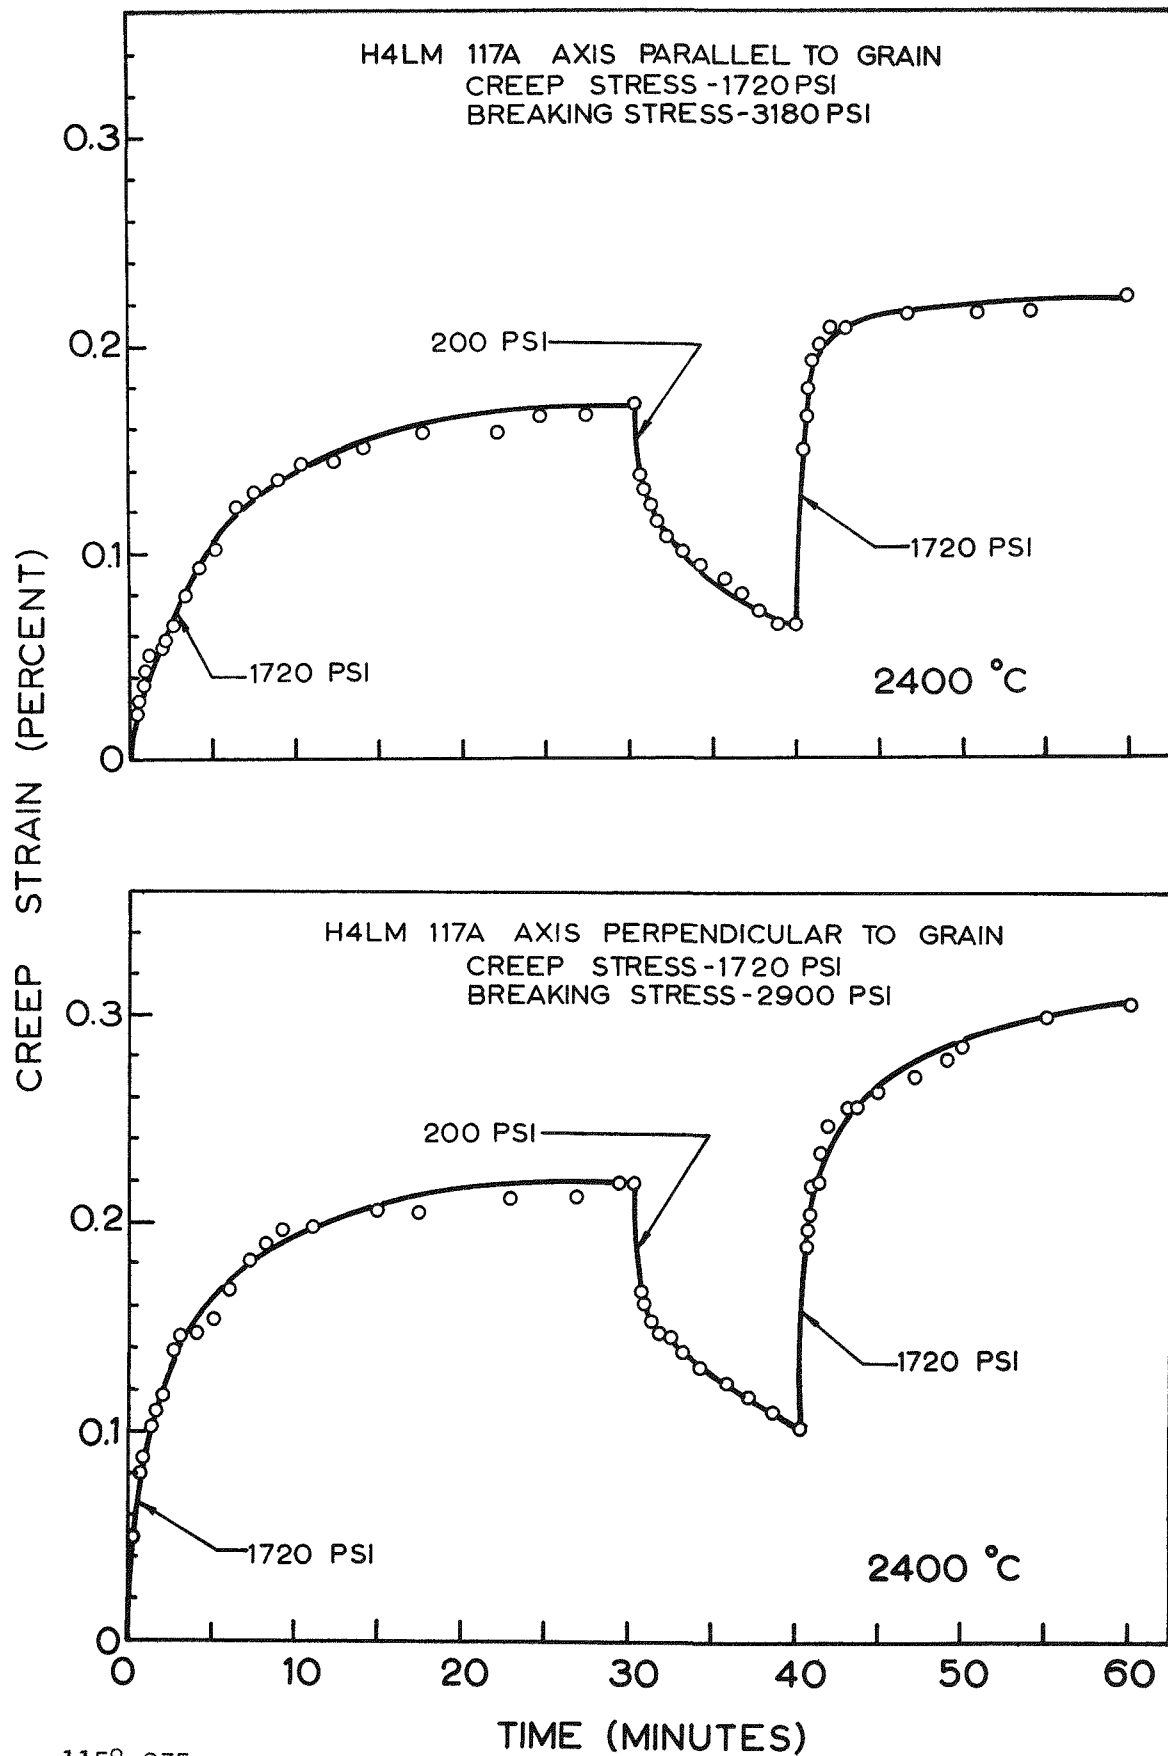 H4LM 117A AXIS PARALLEL TO GRAIN
CREEP STRESS-1720 PSI
BREAKING STRESS-3180 PSI
0.3
0.2
0.1
0
200 PSI
1720 PSI
1720 PSI
2400 °C
CREEP STRAIN (PERCENT)
H4LM 117A AXIS PERPENDICULAR TO GRAIN
CREEP STRESS-1720 PSI
BREAKING STRESS-2900 PSI
0.3
0.2
0.1
0
200 PSI
1720 PSI
1720 PSI
2400 °C
0 10 20 30 40 50 60
TIME (MINUTES)